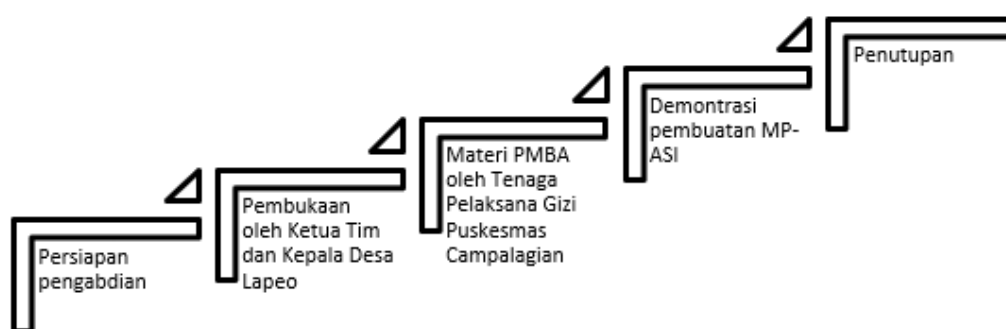 Persiapan
pengabdian
Pembukaan
oleh Ketua Tim
dan Kepala Desa
Lapeo
Materi PMBA
oleh Tenaga
Pelaksana Gizi
Puskesmas
Campalagian
Demontrasi
pembuatan MP-
ASI
Penutupan